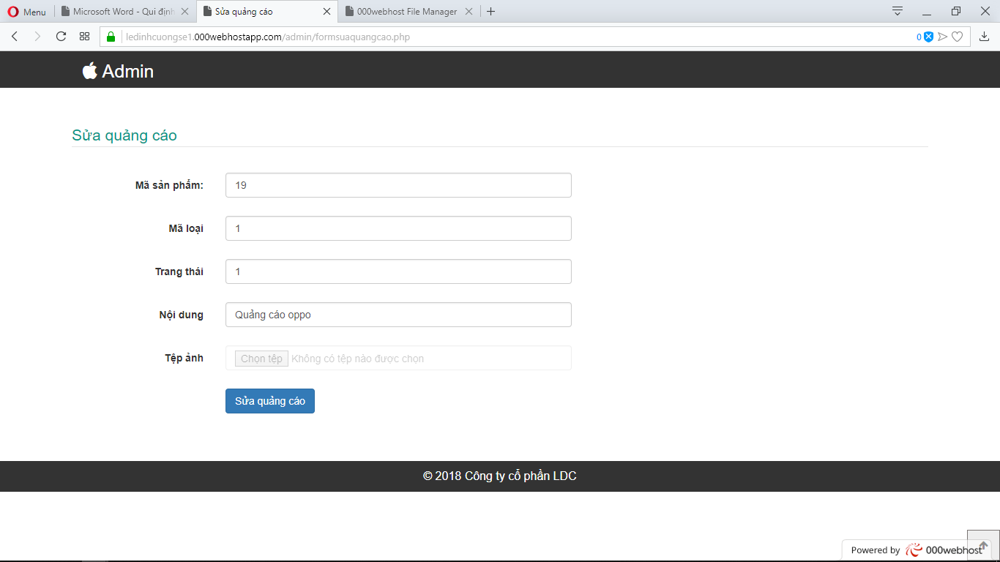 Menu
Microsoft Word - Qui định
Sửa quảng cáo
000webhost File Manager
ledinhcuongse1.000webhostapp.com/admin/formsuaquangcao.php
0
Admin
Sửa quảng cáo
Mã sản phẩm:
19
Mã loại
1
Trang thái
1
Nội dung
Quảng cáo oppo
Tệp ảnh
Chọn tệp Không có tệp nào được chọn
Sửa quảng cáo
© 2018 Công ty cổ phần LDC
Powered by 000webhost